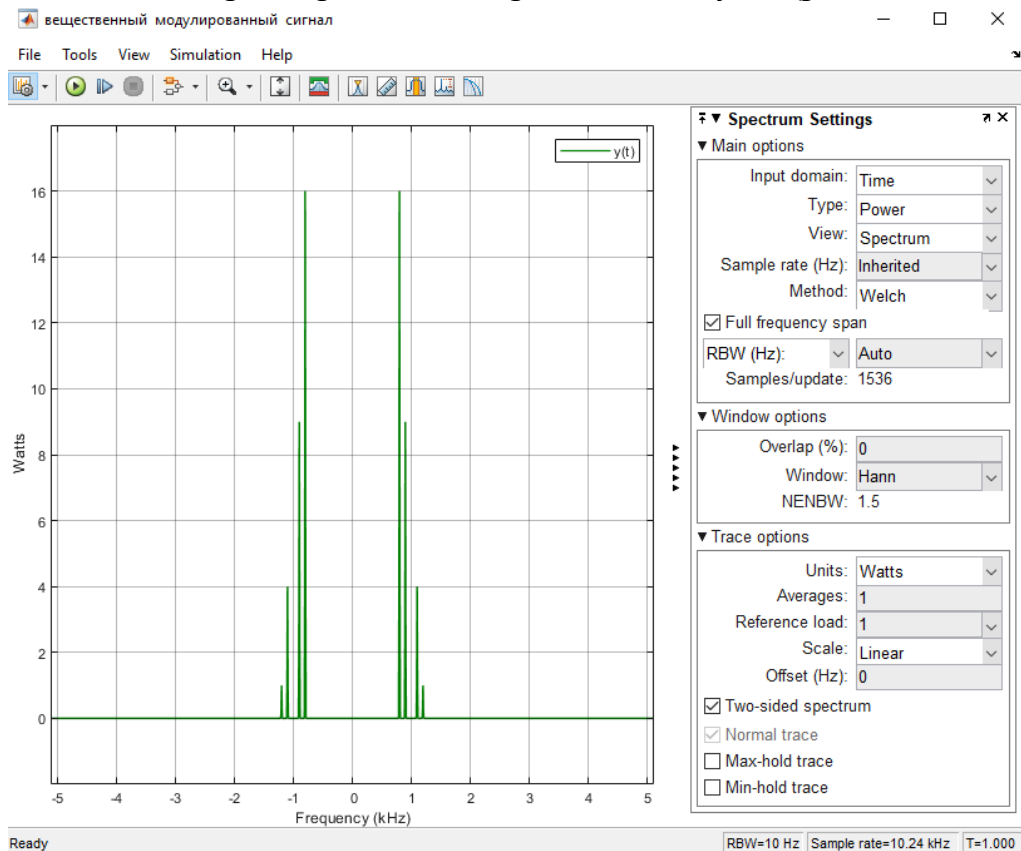 вещественный модулированный сигнал
File Tools View Simulation Help
y(t)
16
14
12
10
8
6
4
2
0
Watts
-5 -4 -3 -2 -1 0 1 2 3 4 5
Frequency (kHz)
Spectrum Settings
Main options
Input domain: Time
Type: Power
View: Spectrum
Sample rate (Hz): Inherited
Method: Welch
Full frequency span
RBW (Hz): Auto
Samples/update: 1536
Window options
Overlap (%): 0
Window: Hann
NENBW: 1.5
Trace options
Units: Watts
Averages: 1
Reference load: 1
Scale: Linear
Offset (Hz): 0
Two-sided spectrum
Normal trace
Max-hold trace
Min-hold trace
Ready
RBW=10 Hz Sample rate=10.24 kHz T=1.000